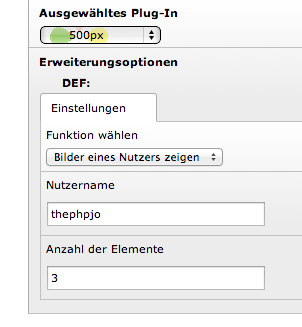 Ausgewähltes Plug-In
500px
Erweiterungsoptionen
DEF:
Einstellungen
Funktion wählen
Bilder eines Nutzers zeigen
Nutzername
thephpjo
Anzahl der Elemente
3